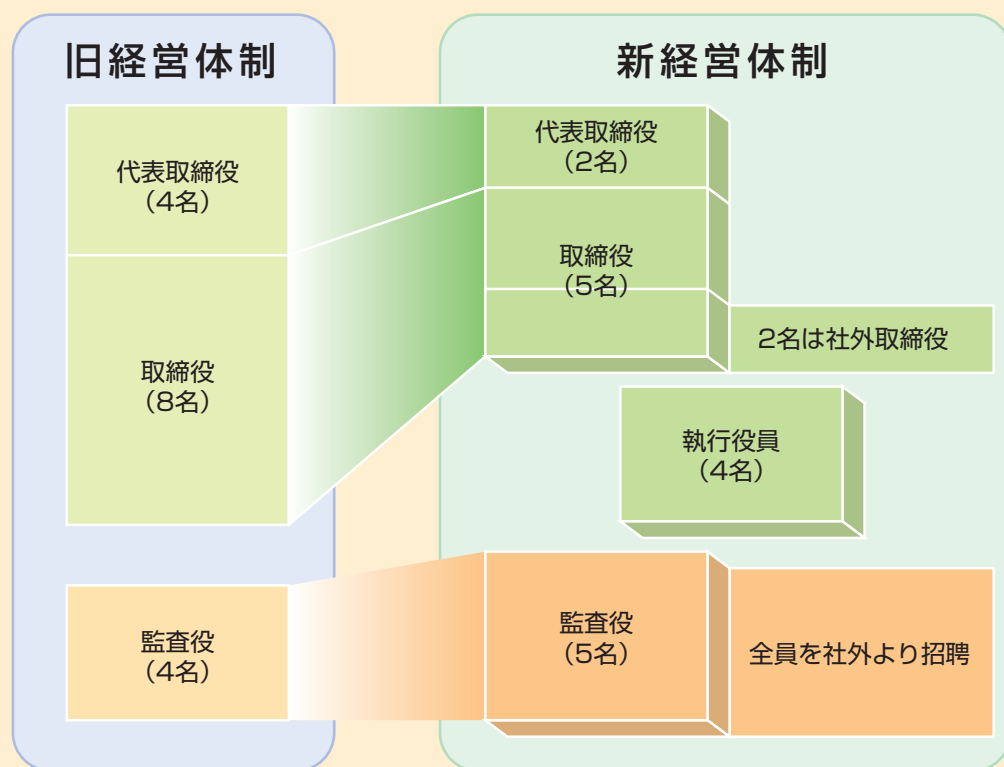 旧経営体制
代表取締役
（4名）
取締役
（8名）
監査役
（4名）
新経営体制
代表取締役
（2名）
取締役
（5名）
2名は社外取締役
執行役員
（4名）
監査役
（5名）
全員を社外より招聘